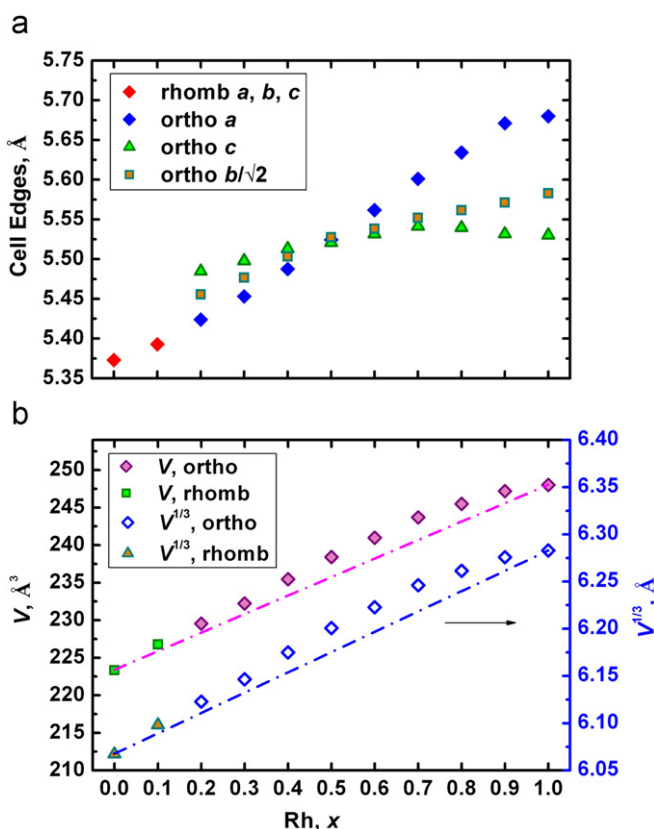 a
5.75
5.70
5.65
5.60
5.55
5.50
5.45
5.40
5.35
Cell Edges, Å
rhomb a, b, c
ortho a
ortho c
ortho b/√2
b
250
245
240
235
230
225
220
215
210
V, Å³
V, ortho
V, rhomb
V^1/3, ortho
V^1/3, rhomb
6.40
6.35
6.30
6.25
6.20
6.15
6.10
6.05
V^1/3, Å
0.0 0.1 0.2 0.3 0.4 0.5 0.6 0.7 0.8 0.9 1.0
Rh, x